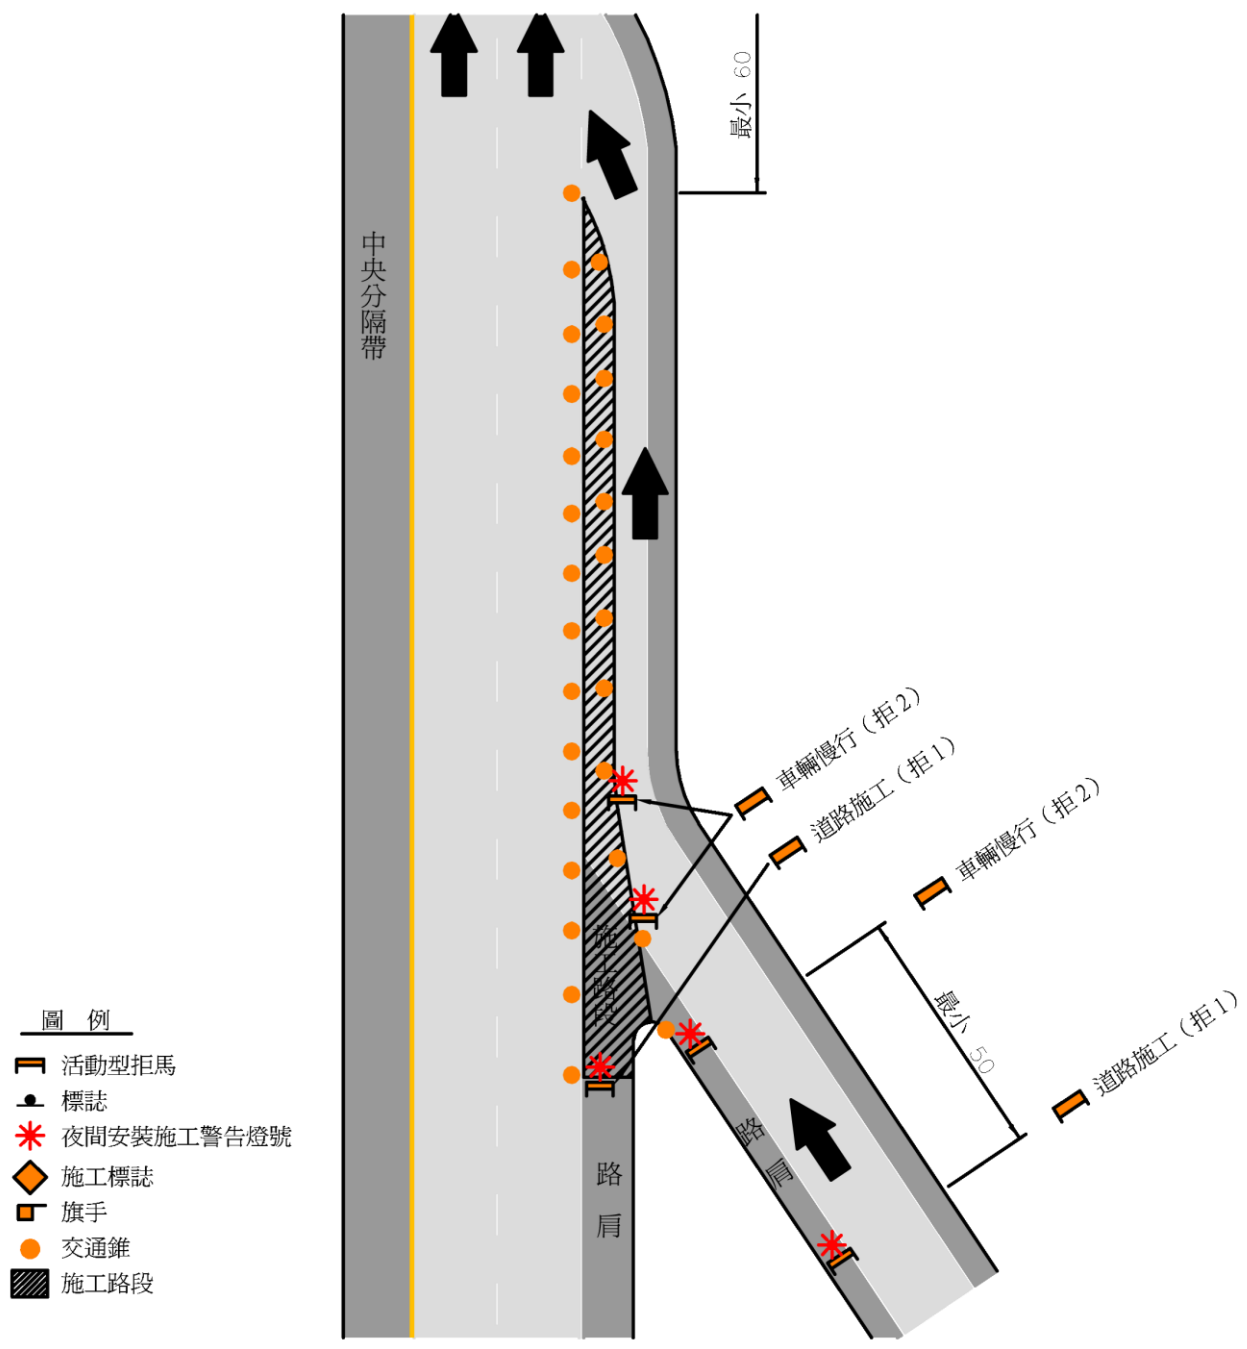 最小 60
中央分隔帶
車輛慢行（拒2）
道路施工（拒1）
車輛慢行（拒2）
最小 50
道路施工（拒1）
施工路段
路肩
路肩
圖 例
活動型拒馬
標誌
夜間安裝施工警告燈號
施工標誌
旗手
交通錐
施工路段